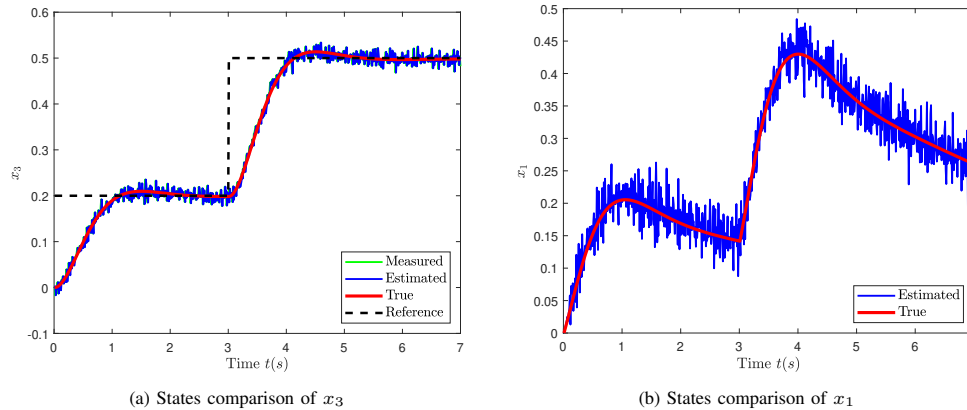 0.6
0.5
0.4
0.3
0.2
0.1
0
-0.1
x₃
0 1 2 3 4 5 6 7
Time t(s)
Measured
Estimated
True
Reference
(a) States comparison of x₃
0.5
0.45
0.4
0.35
0.3
0.25
0.2
0.15
0.1
0.05
0
x₁
0 1 2 3 4 5 6
Time t(s)
Estimated
True
(b) States comparison of x₁